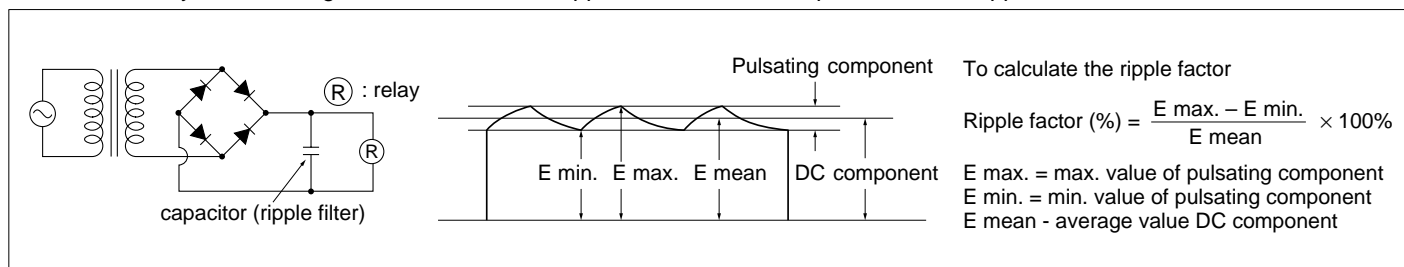 R : relay
R
capacitor (ripple filter)
Pulsating component
E min.
E max.
E mean
DC component
To calculate the ripple factor
Ripple factor (%) = E max. – E min. / E mean × 100%
E max. = max. value of pulsating component
E min. = min. value of pulsating component
E mean - average value DC component